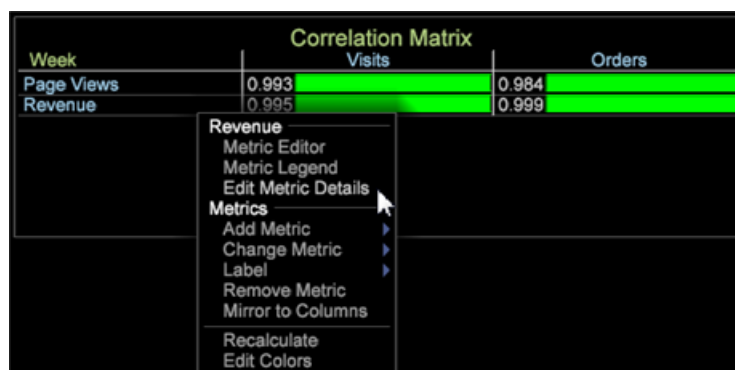 Correlation Matrix
Week Visits Orders
Page Views 0.993 0.984
Revenue 0.995 0.999
Revenue
Metric Editor
Metric Legend
Edit Metric Details
Metrics
Add Metric
Change Metric
Label
Remove Metric
Mirror to Columns
Recalculate
Edit Colors